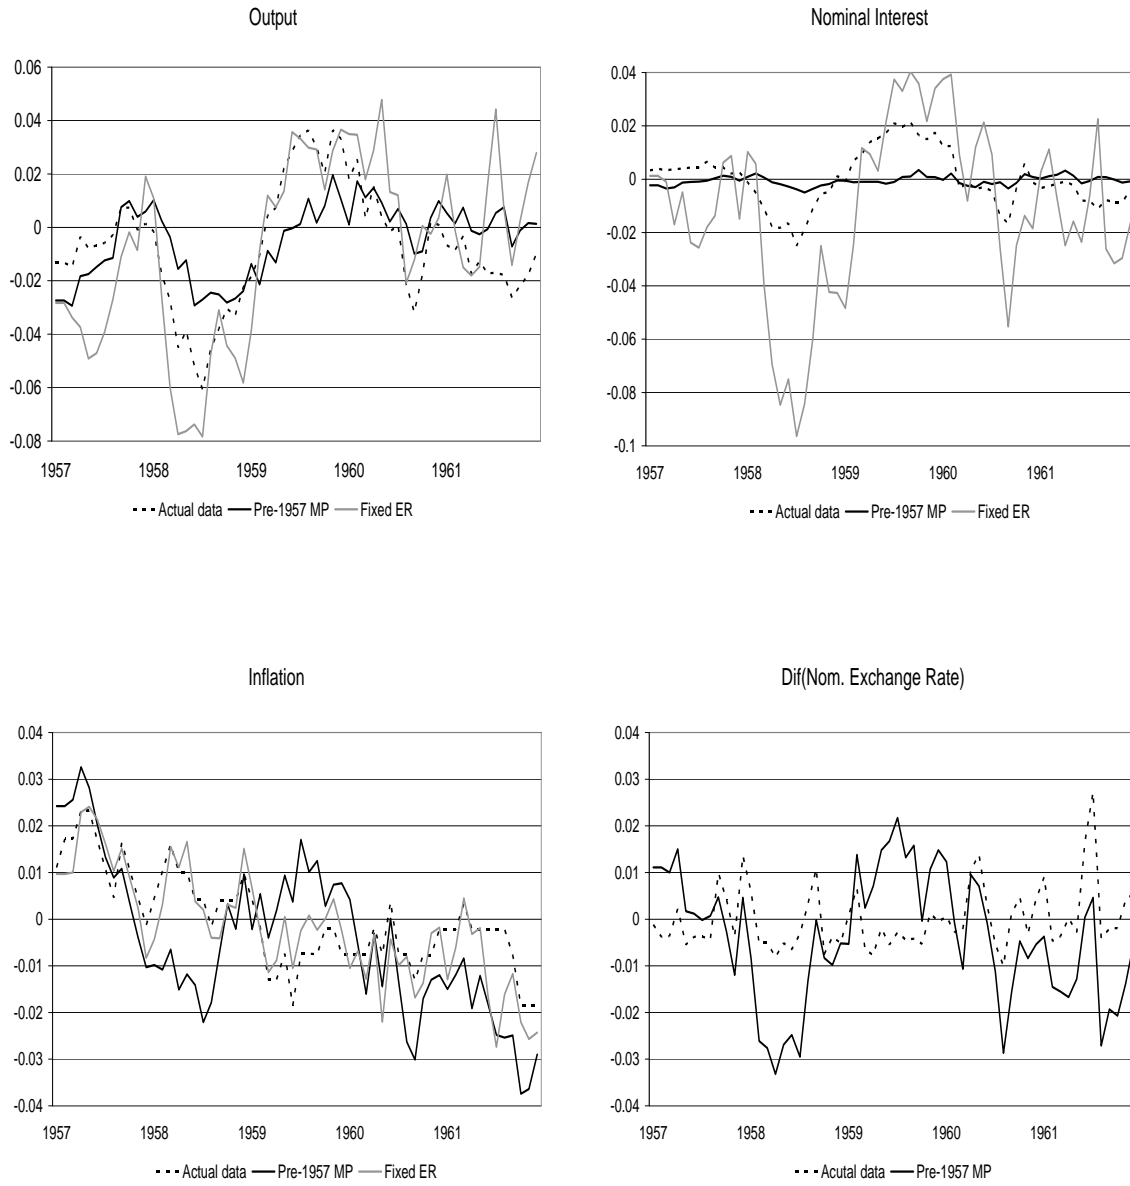 Output
0.06
0.04
0.02
0
-0.02
-0.04
-0.06
-0.08
1957 1958 1959 1960 1961
Actual data Pre-1957 MP Fixed ER
Nominal Interest
0.04
0.02
0
-0.02
-0.04
-0.06
-0.08
-0.1
1957 1958 1959 1960 1961
Actual data Pre-1957 MP Fixed ER
Inflation
0.04
0.03
0.02
0.01
0
-0.01
-0.02
-0.03
-0.04
1957 1958 1959 1960 1961
Actual data Pre-1957 MP Fixed ER
Dif(Nom. Exchange Rate)
0.04
0.03
0.02
0.01
0
-0.01
-0.02
-0.03
-0.04
1957 1958 1959 1960 1961
Acutal data Pre-1957 MP